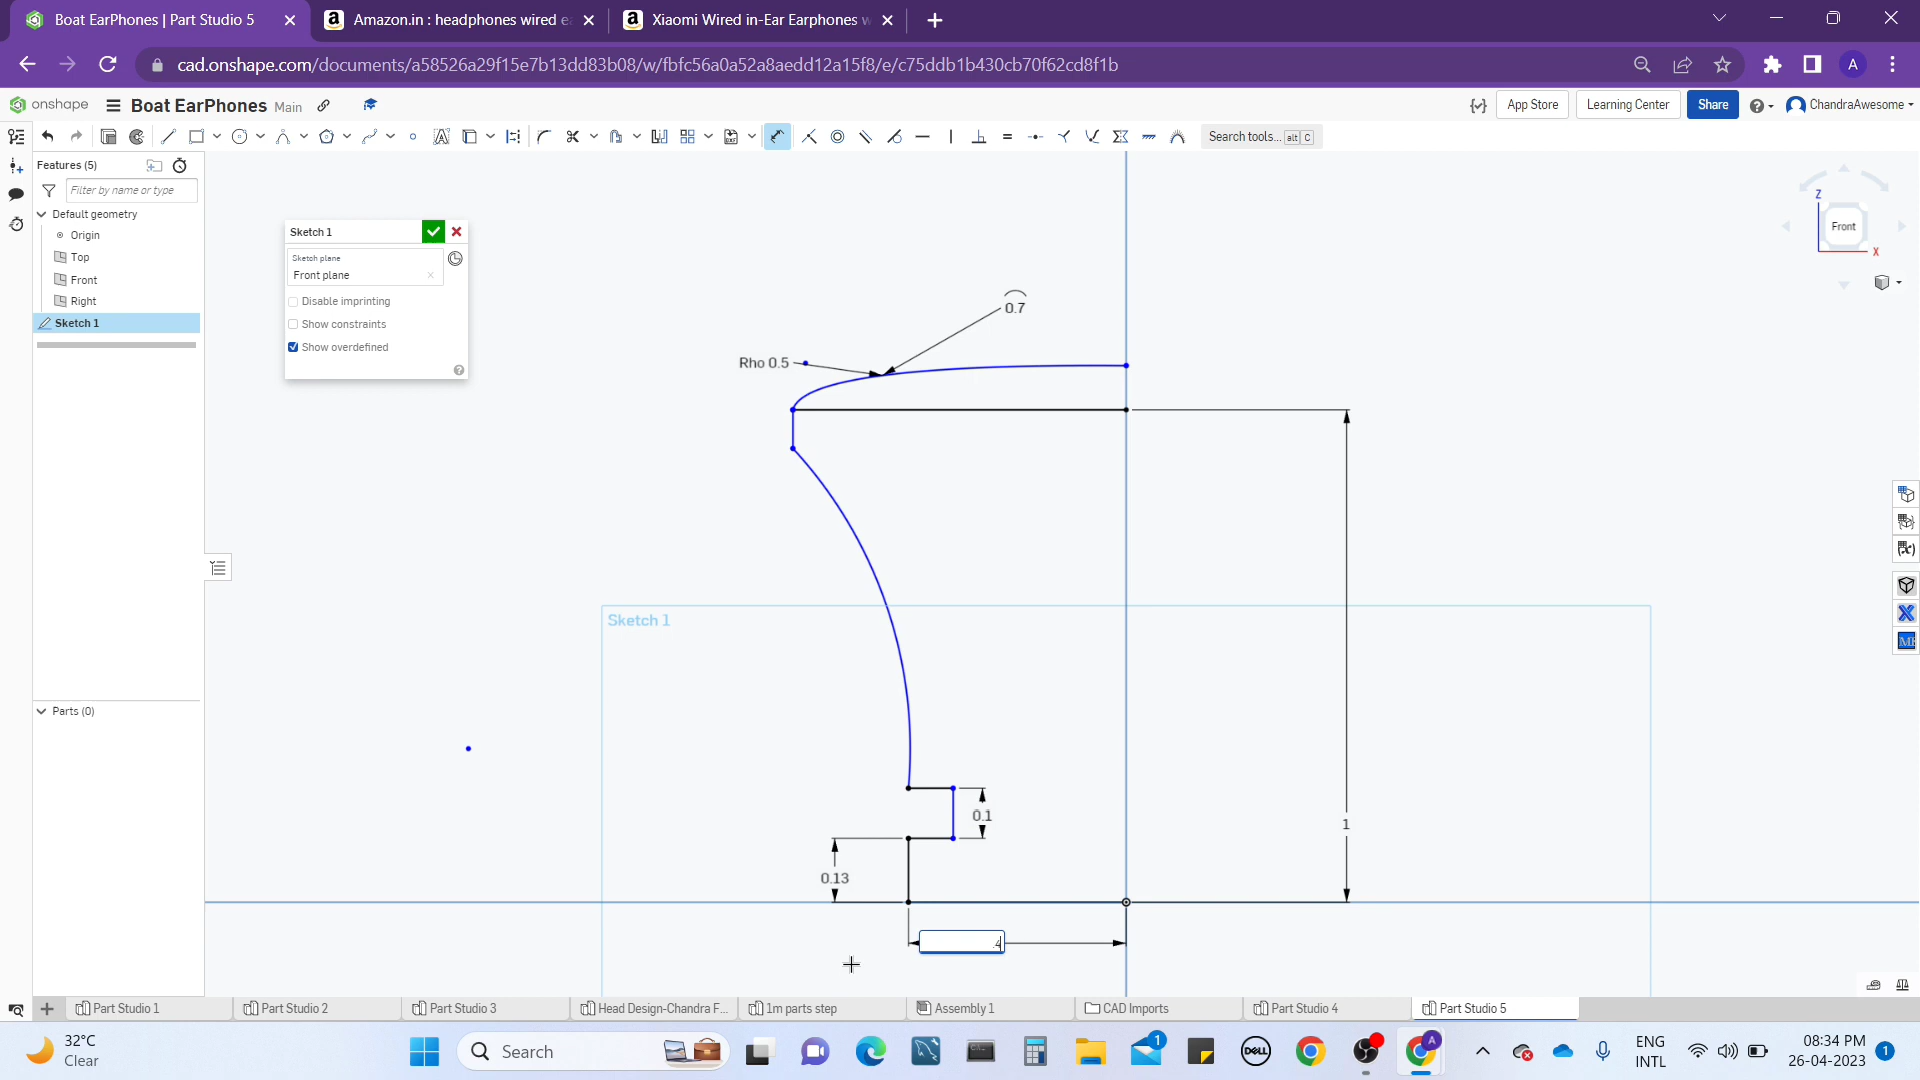 Boat EarPhones | Part Studio 5
Amazon.in : headphones wired e
Xiaomi Wired in-Ear Earphones w
cad.onshape.com/documents/a58526a29f15e7b13dd83b08/w/fbfc56a0a52a8aedd12a15f8/e/c75ddb1b430cb70f62cd8f1b
A
onshape
Boat EarPhones Main
App Store
Learning Center
Share
ChandraAwesome
Search tools... alt C
Features (5)
Filter by name or type
Default geometry
Origin
Top
Front
Right
Sketch 1
Parts (0)
Sketch 1
Sketch plane
Front plane
Disable imprinting
Show constraints
Show overdefined
0.7
Rho 0.5
Sketch 1
0.1
0.13
1
.4
Z
Front
X
Part Studio 1
Part Studio 2
Part Studio 3
Head Design-Chandra F...
1m parts step
Assembly 1
CAD Imports
Part Studio 4
Part Studio 5
32°C
Clear
Search
1
DELL
A
ENG
INTL
08:34 PM
26-04-2023
1